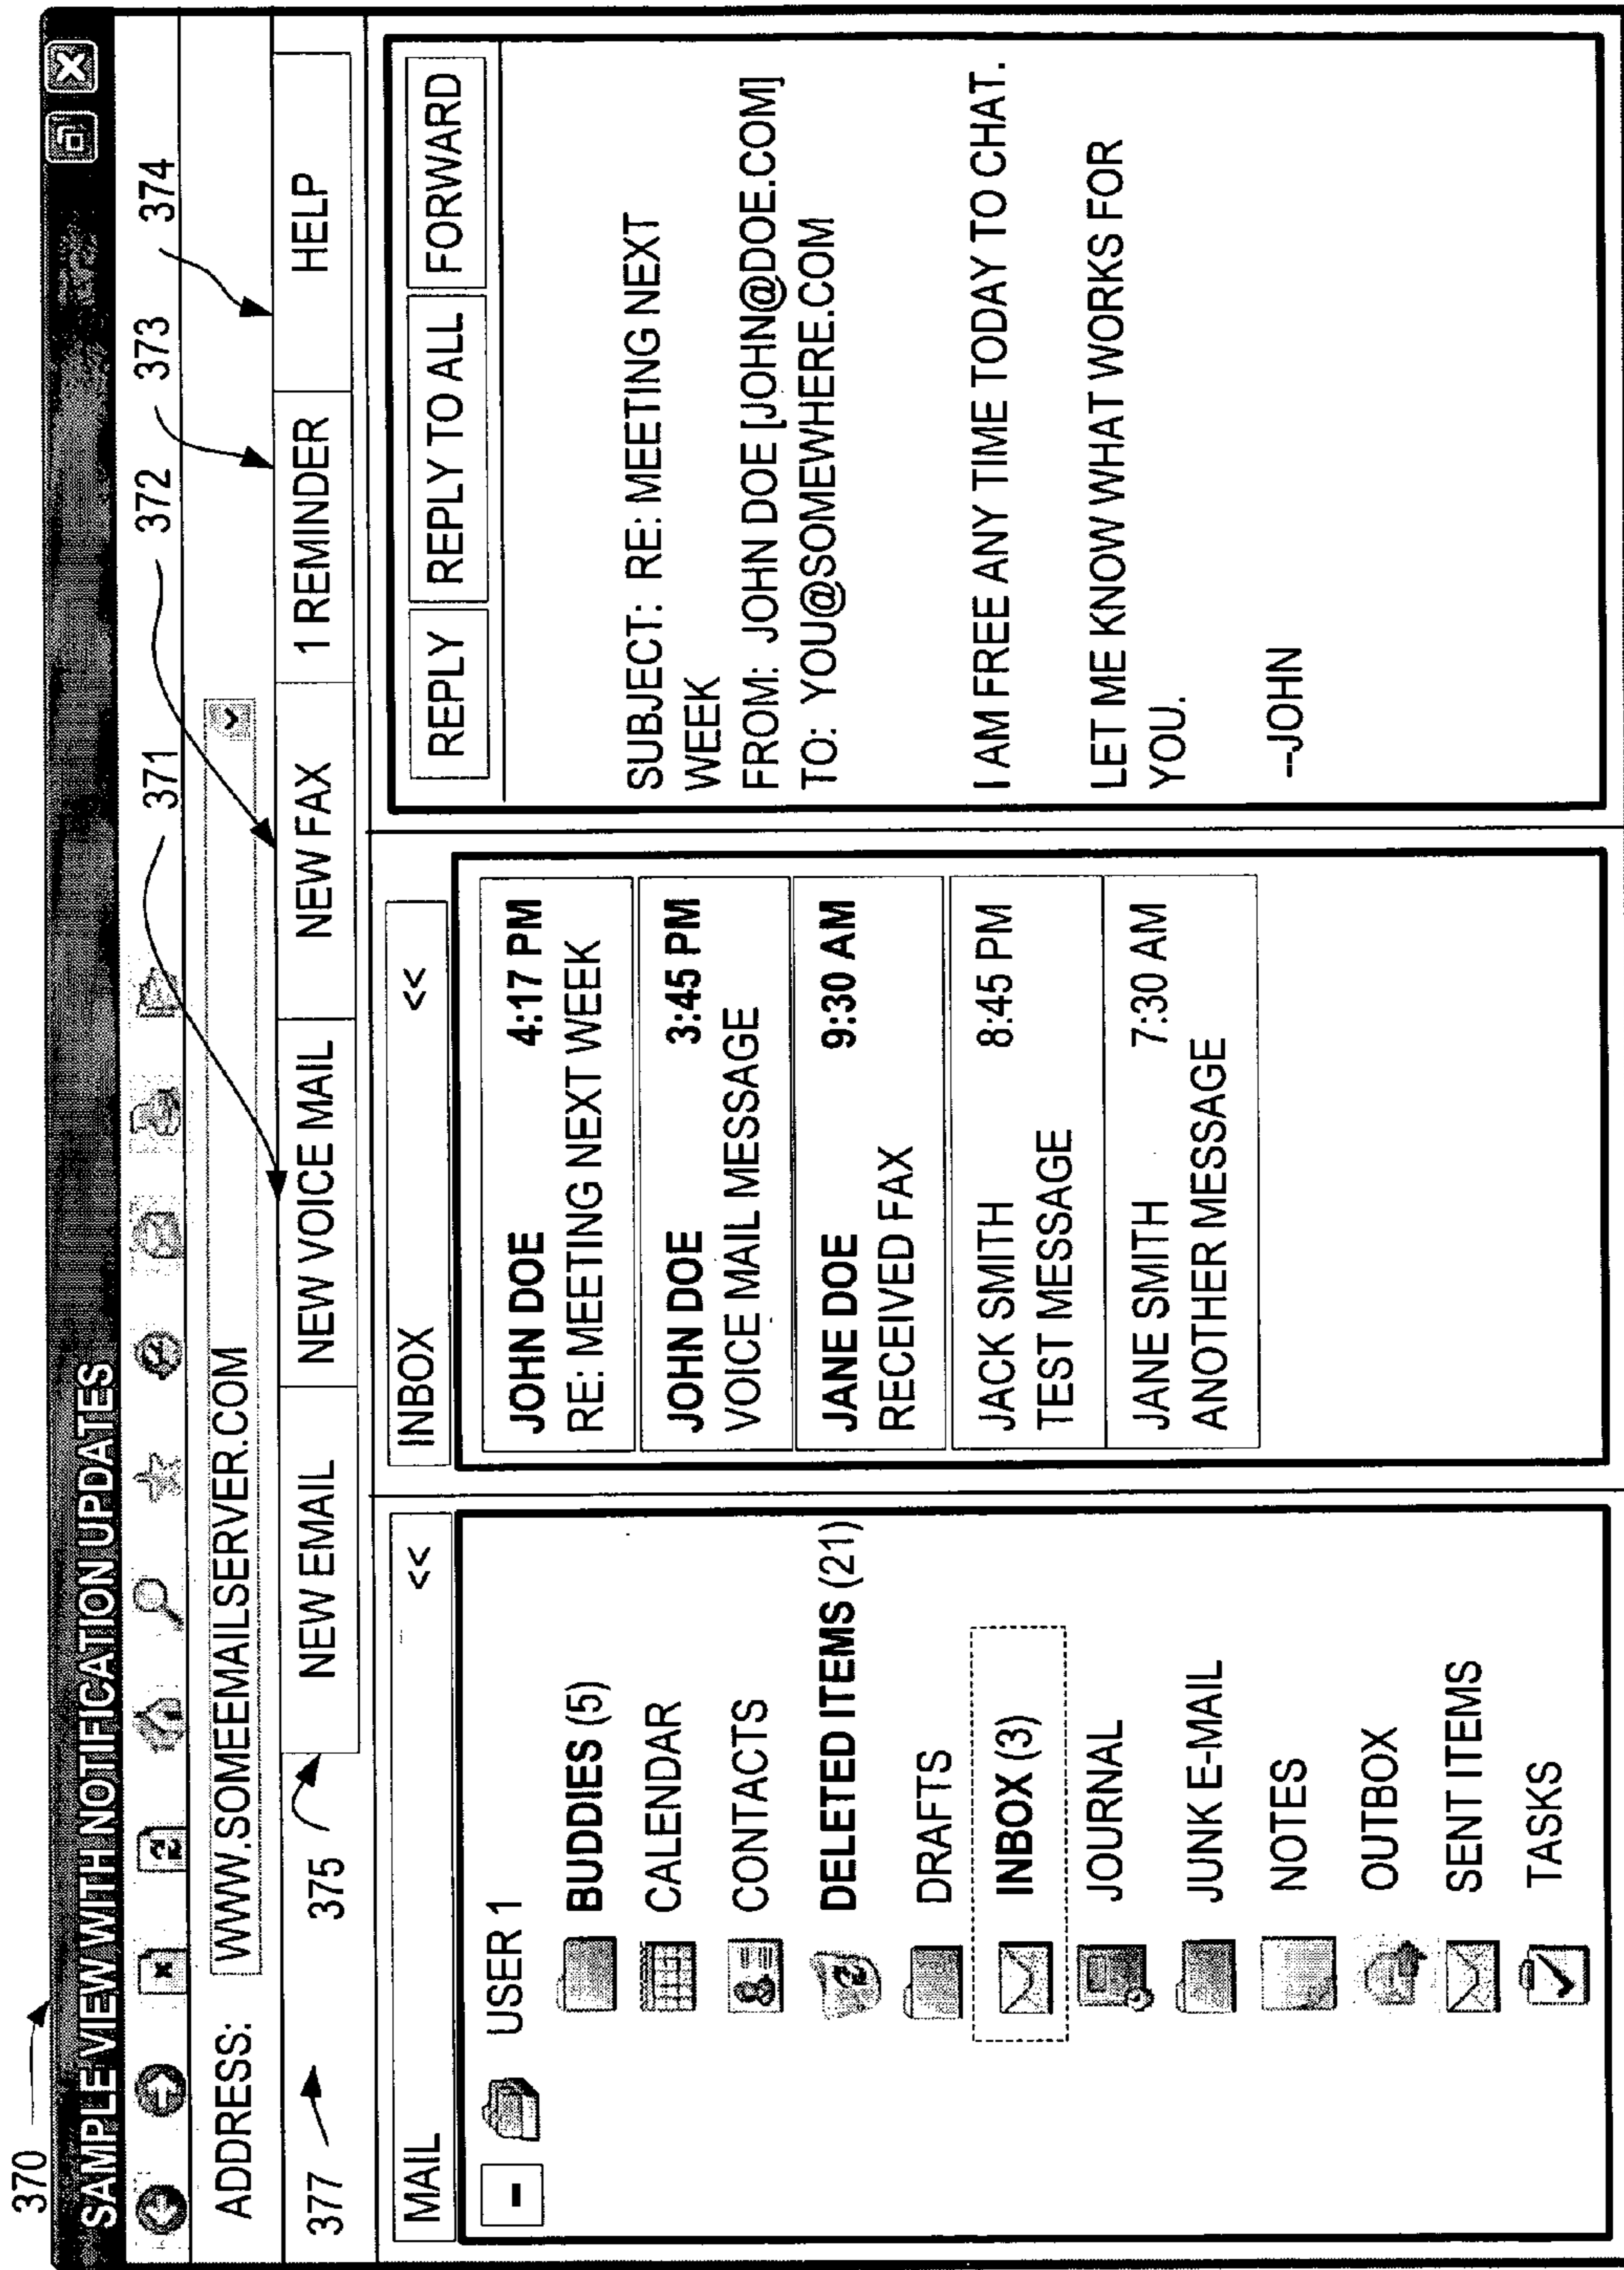 370
SAMPLE VIEW WITH NOTIFICATION UPDATES
ADDRESS: WWW.SOMEEMAILSERVER.COM
371 372 373 374
377 375
NEW EMAIL NEW VOICE MAIL NEW FAX 1 REMINDER HELP
MAIL <<
USER 1
BUDDIES (5)
CALENDAR
CONTACTS
DELETED ITEMS (21)
DRAFTS
INBOX (3)
JOURNAL
JUNK E-MAIL
NOTES
OUTBOX
SENT ITEMS
TASKS
INBOX <<
JOHN DOE 4:17 PM
RE: MEETING NEXT WEEK
JOHN DOE 3:45 PM
VOICE MAIL MESSAGE
JANE DOE 9:30 AM
RECEIVED FAX
JACK SMITH 8:45 PM
TEST MESSAGE
JANE SMITH 7:30 AM
ANOTHER MESSAGE
REPLY REPLY TO ALL FORWARD
SUBJECT: RE: MEETING NEXT
WEEK
FROM: JOHN DOE [JOHN@DOE.COM]
TO: YOU@SOMEWHERE.COM
I AM FREE ANY TIME TODAY TO CHAT.
LET ME KNOW WHAT WORKS FOR
YOU.
--JOHN